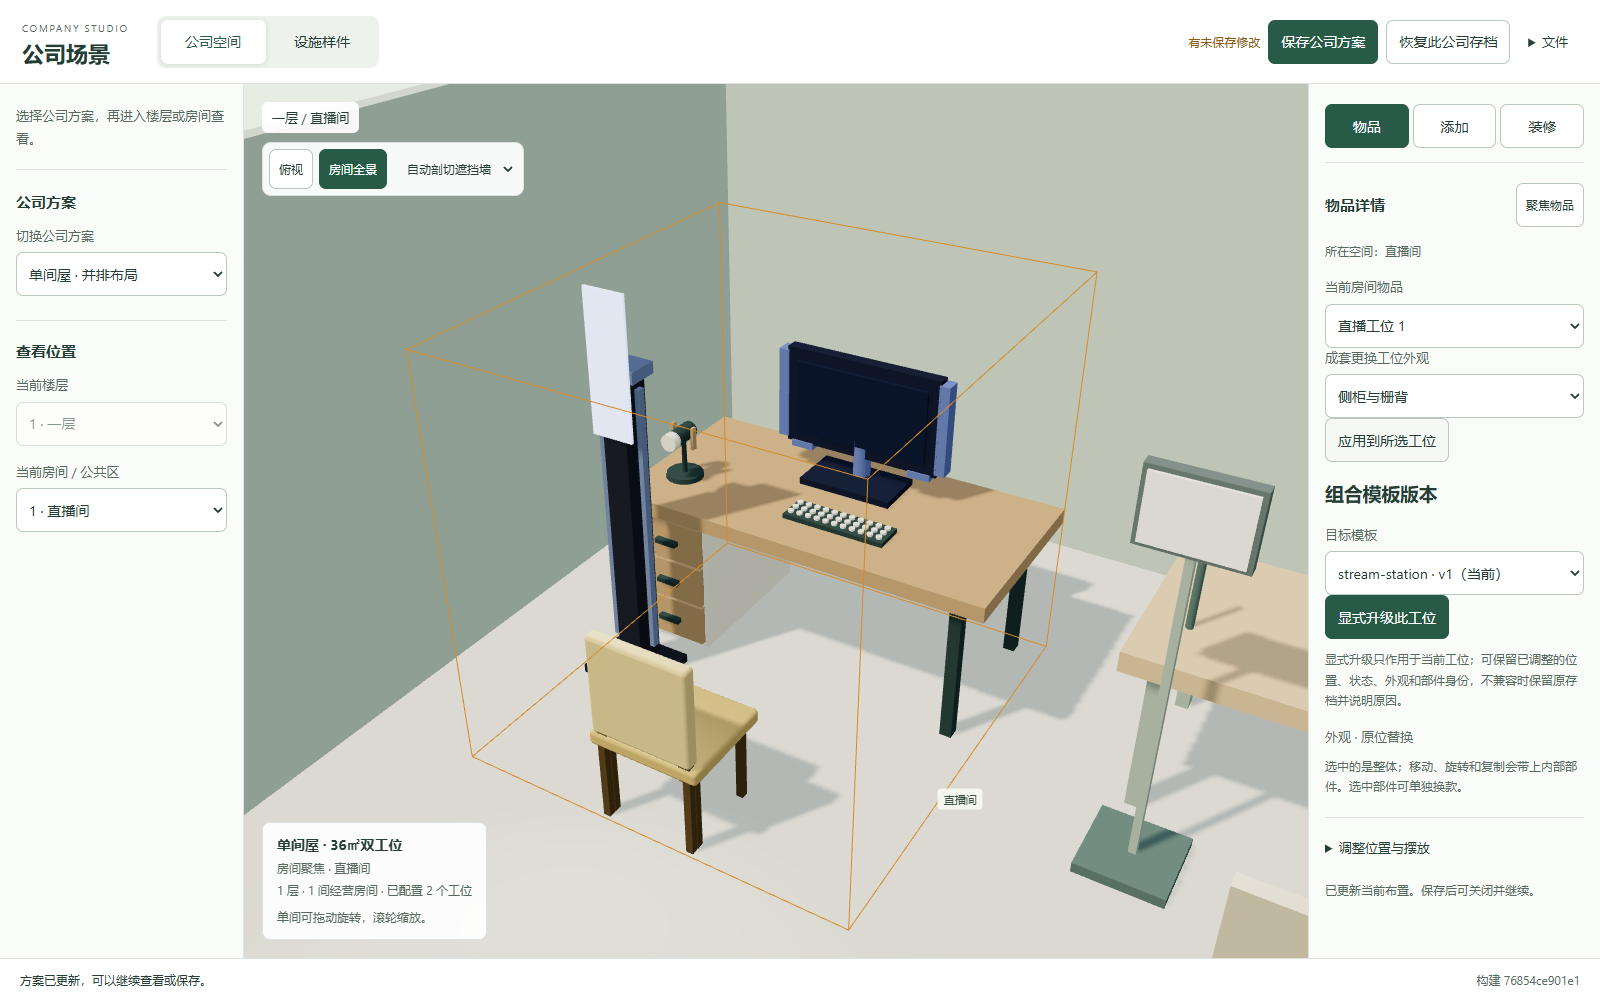 COMPANY STUDIO
公司场景
公司空间
设施样件
有未保存修改
保存公司方案
恢复此公司存档
▶ 文件
选择公司方案，再进入楼层或房间查
看。
公司方案
切换公司方案
单间屋 · 并排布局
查看位置
当前楼层
1 · 一层
当前房间 / 公共区
1 · 直播间
一层 / 直播间
俯视
房间全景
自动剖切遮挡墙
直播间
单间屋 · 36㎡双工位
房间聚焦 · 直播间
1 层 · 1 间经营房间 · 已配置 2 个工位
单间可拖动旋转，滚轮缩放。
物品
添加
装修
物品详情
聚焦物品
所在空间：直播间
当前房间物品
直播工位 1
成套更换工位外观
侧柜与栅背
应用到所选工位
组合模板版本
目标模板
stream-station · v1（当前）
显式升级此工位
显式升级只作用于当前工位；可保留已调整的位
置、状态、外观和部件身份，不兼容时保留原存
档并说明原因。
外观 · 原位替换
选中的是整体；移动、旋转和复制会带上内部部
件。选中部件可单独换款。
▶ 调整位置与摆放
已更新当前布置。保存后可关闭并继续。
方案已更新，可以继续查看或保存。
构建 76854ce901e1